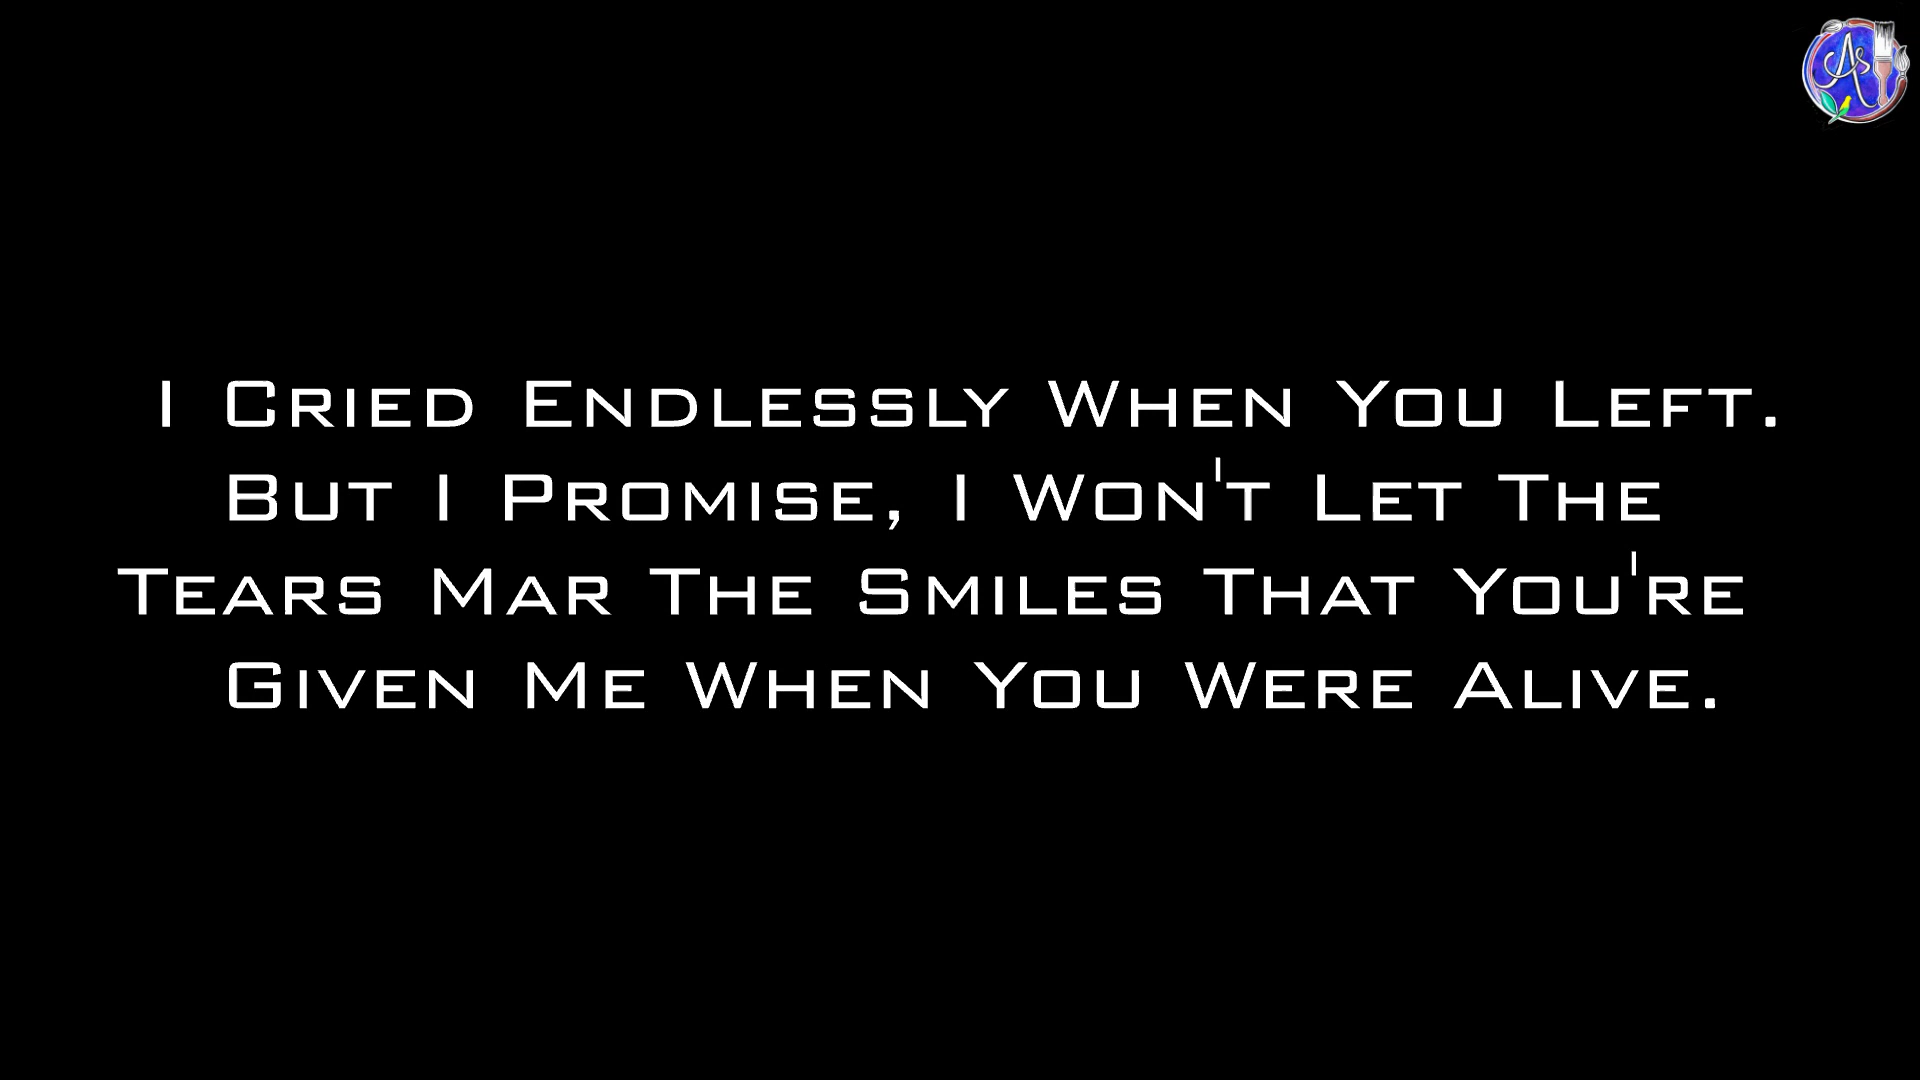 As
I Cried Endlessly When You Left.
But I Promise, I Won't Let The
Tears Mar The Smiles That You're
Given Me When You Were Alive.